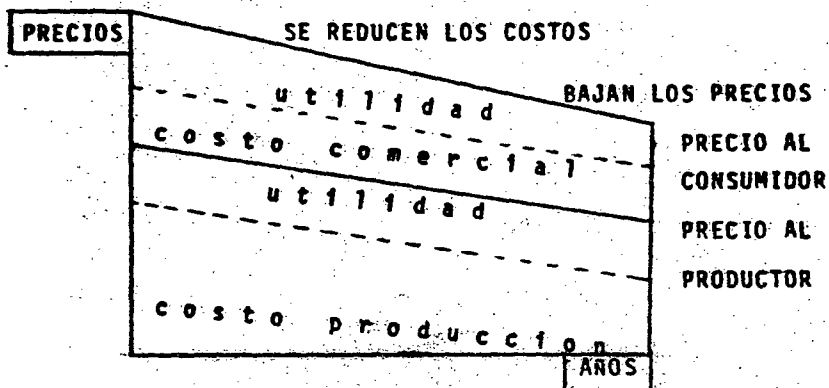 PRECIOS
SE REDUCEN LOS COSTOS
BAJAN LOS PRECIOS
utilidad
costo comercial
PRECIO AL
CONSUMIDOR
utilidad
PRECIO AL
PRODUCTOR
costo produccion
AÑOS